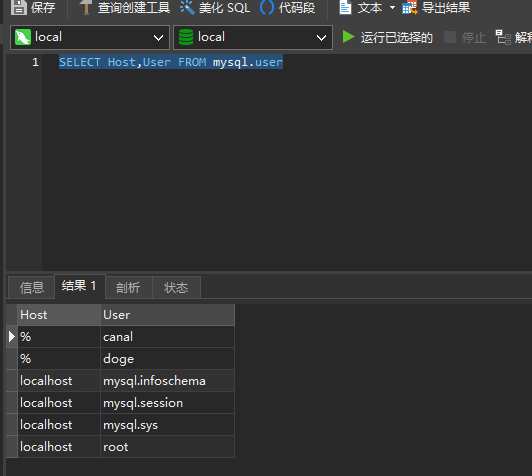 保存 查询创建工具 美化 SQL 代码段 文本 导出结果
local local 运行已选择的 停止 解释
1 SELECT Host,User FROM mysql.user
信息 结果 1 剖析 状态
Host User
% canal
% doge
localhost mysql.infoschema
localhost mysql.session
localhost mysql.sys
localhost root